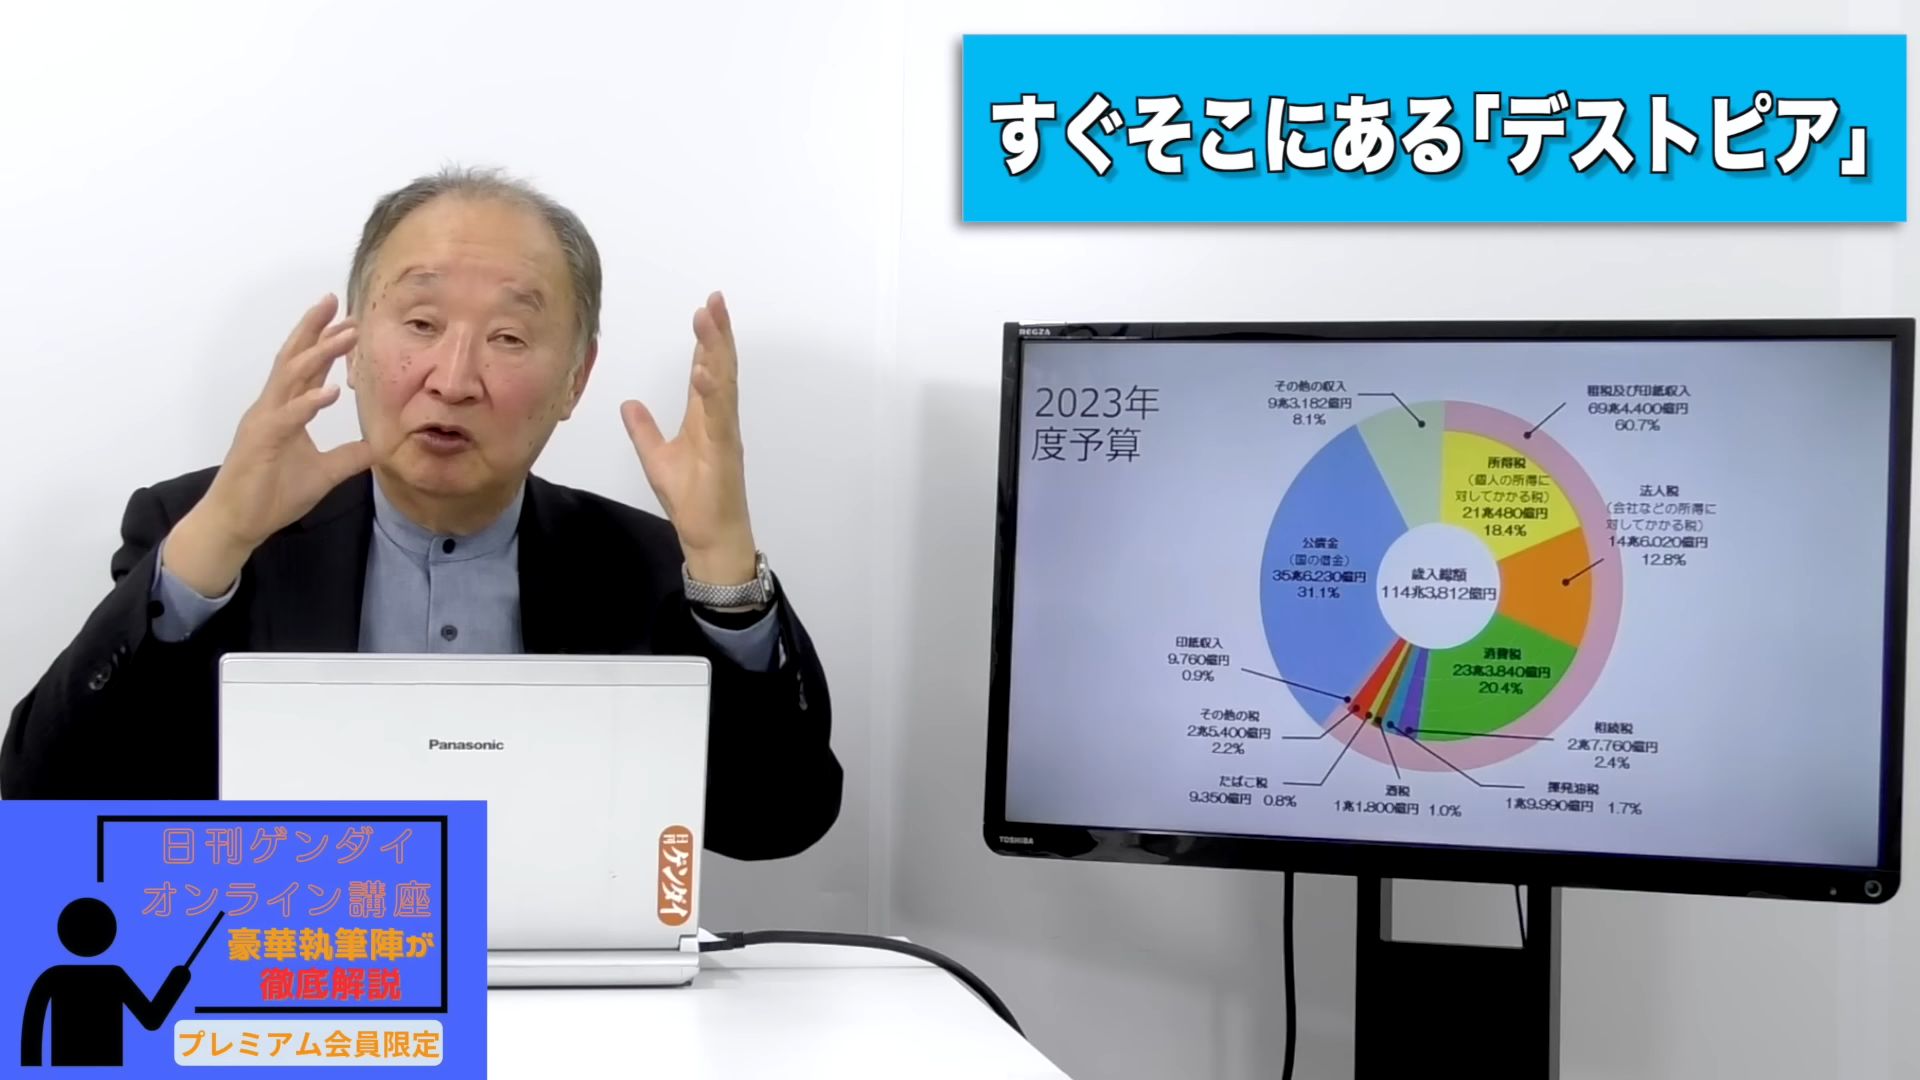 すぐそこにある「デストピア」
REGZA
2023年
度予算
その他の収入
9兆3,182億円
8.1%
租税及び印紙収入
69兆4,400億円
60.7%
所得税
(個人の所得に
対してかかる税)
21兆480億円
18.4%
法人税
(会社などの所得に
対してかかる税)
14兆6,020億円
12.8%
公債金
(国の借金)
35兆6,230億円
31.1%
歳入総額
114兆3,812億円
消費税
23兆3,840億円
20.4%
印紙収入
9,760億円
0.9%
その他の税
2兆5,400億円
2.2%
たばこ税
9,350億円 0.8%
酒税
1兆1,800億円 1.0%
揮発油税
1兆9,990億円 1.7%
相続税
2兆7,760億円
2.4%
TOSHIBA
Panasonic
日刊ゲンダイ
日刊ゲンダイ
オンライン講座
豪華執筆陣が
徹底解説
プレミアム会員限定